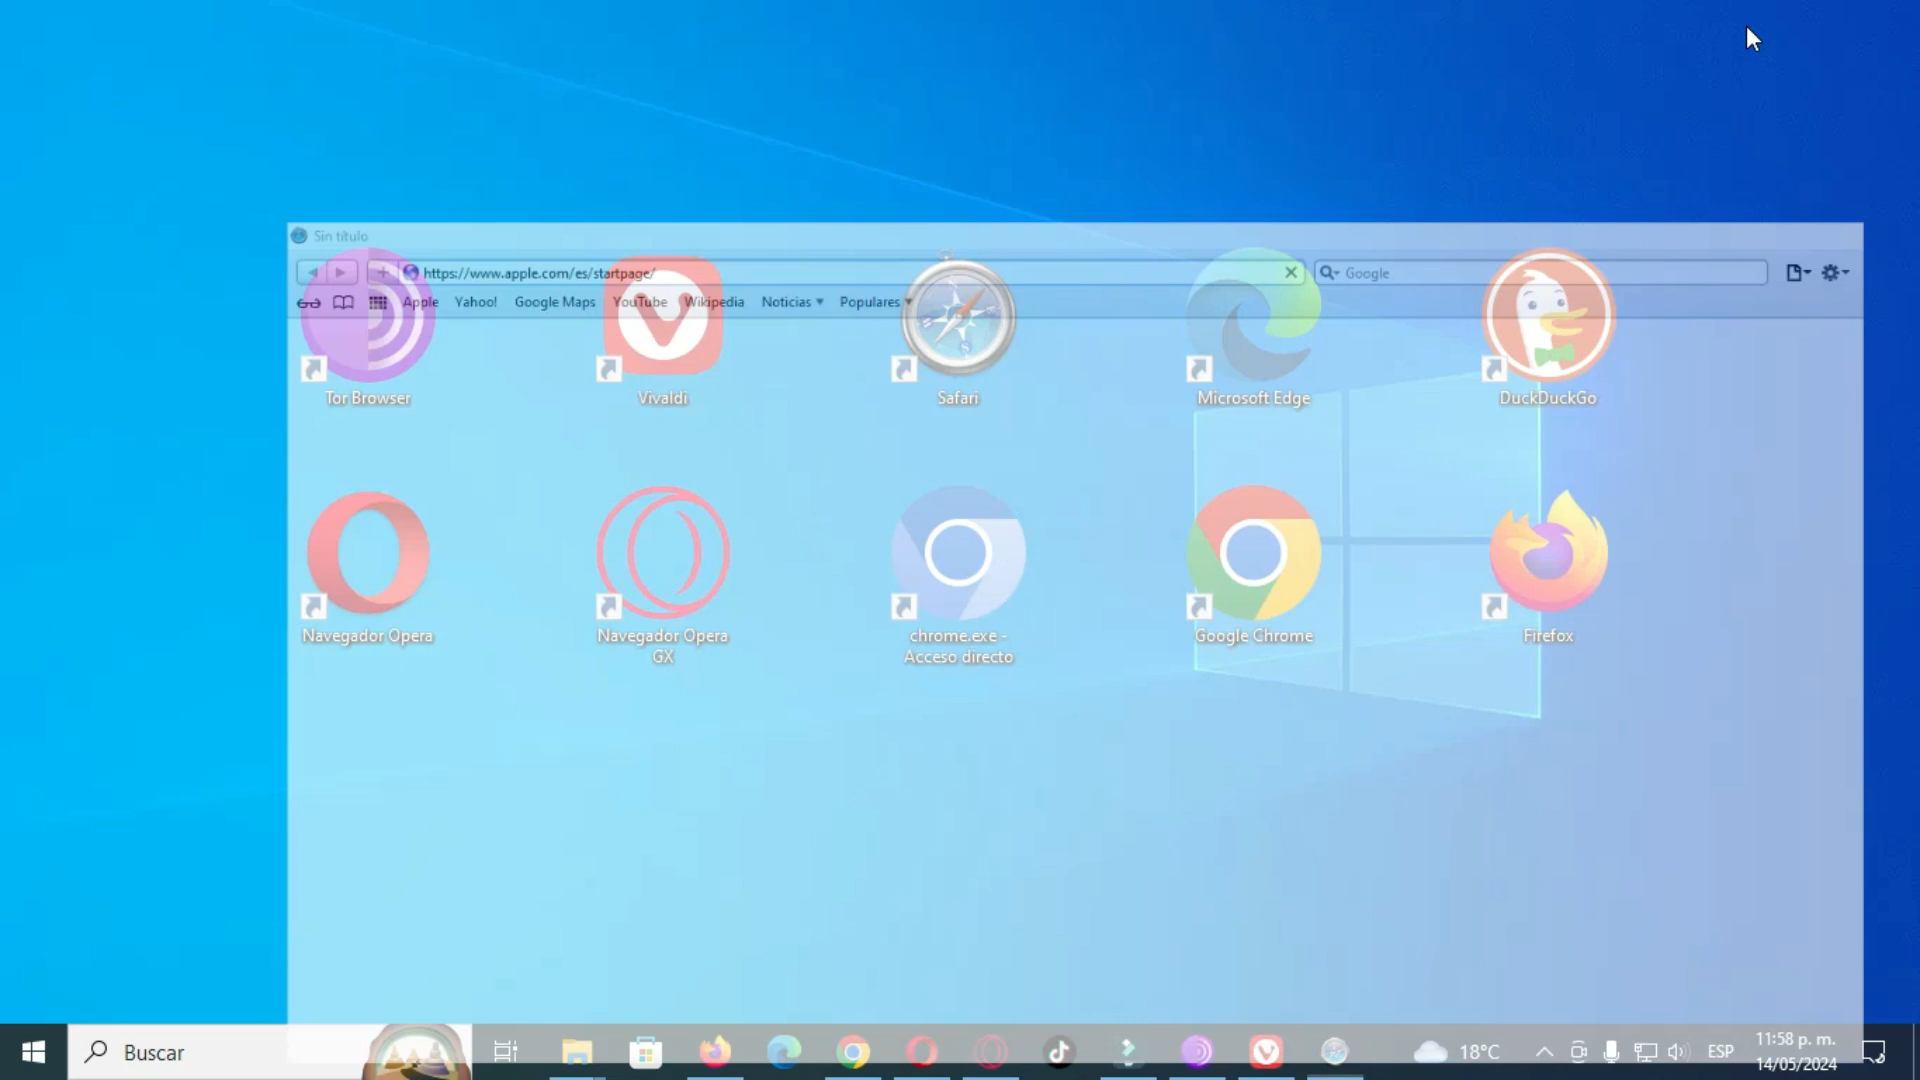 Sin título
https://www.apple.com/es/startpage/
Google
Apple Yahoo! Google Maps YouTube Wikipedia Noticias Populares
Tor Browser
Vivaldi
Safari
Microsoft Edge
DuckDuckGo
Navegador Opera
Navegador Opera
GX
chrome.exe -
Acceso directo
Google Chrome
Firefox
Buscar
18°C
ESP
11:58 p. m.
14/05/2024